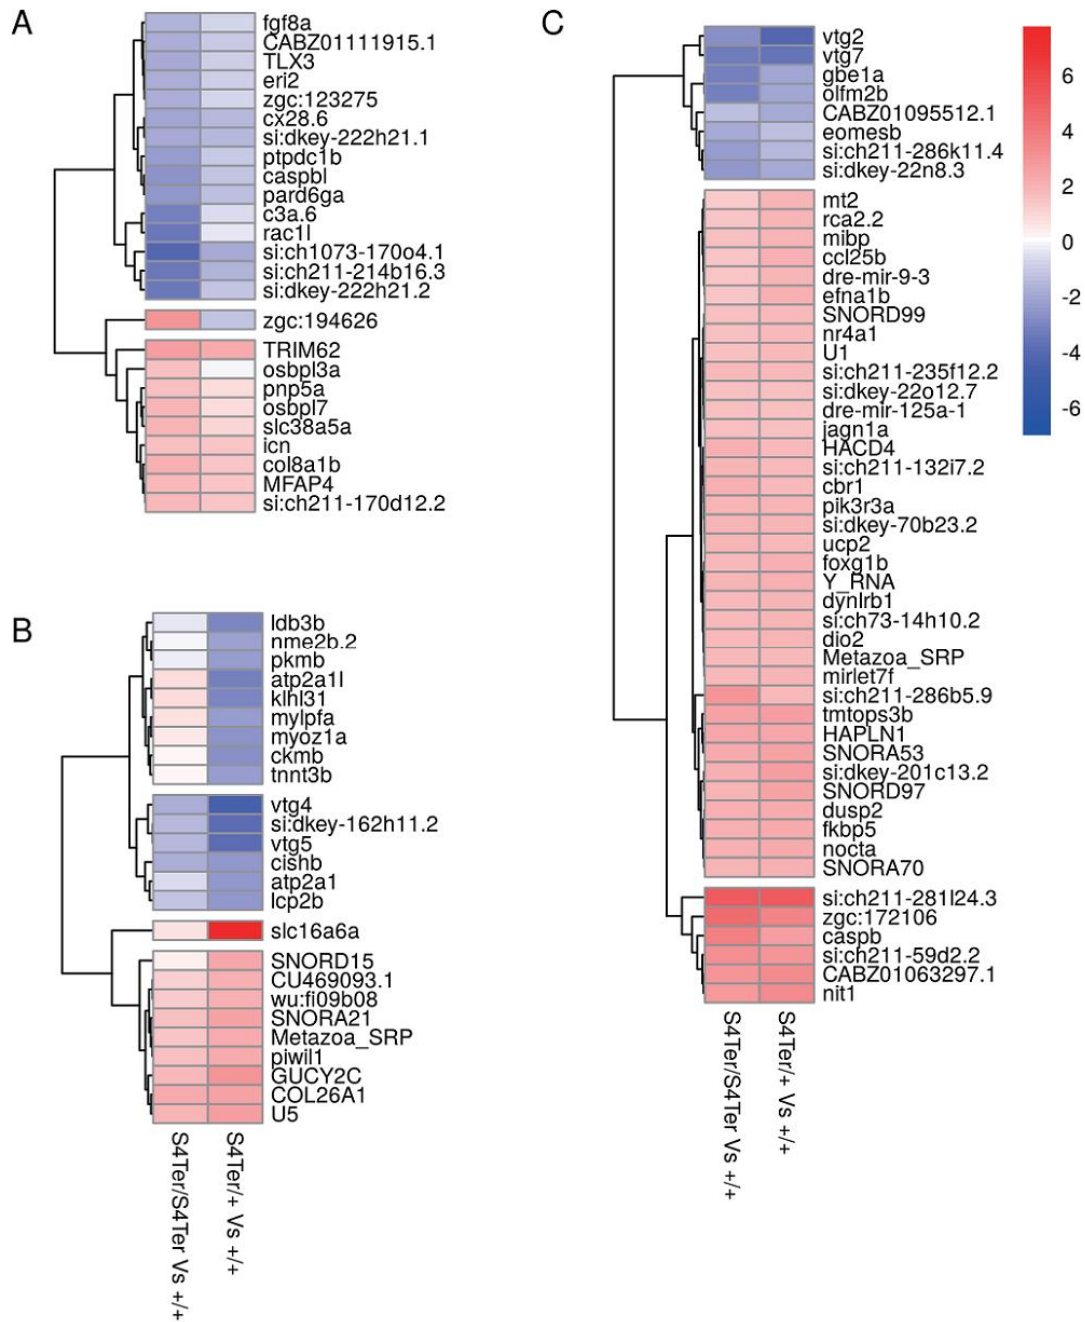 A
fgf8a
CABZ01111915.1
TLX3
eri2
zgc:123275
cx28.6
si:dkey-222h21.1
ptpdc1b
caspbl
pard6ga
c3a.6
rac1l
si:ch1073-170o4.1
si:ch211-214b16.3
si:dkey-222h21.2
zgc:194626
TRIM62
osbpl3a
pnp5a
osbpl7
slc38a5a
icn
col8a1b
MFAP4
si:ch211-170d12.2
B
ldb3b
nme2b.2
pkmb
atp2a1l
klhl31
mylpfa
myoz1a
ckmb
tnnt3b
vtg4
si:dkey-162h11.2
vtg5
cishb
atp2a1
lcp2b
slc16a6a
SNORD15
CU469093.1
wu:fi09b08
SNORA21
Metazoa_SRP
piwil1
GUCY2C
COL26A1
U5
S4Ter/S4Ter Vs +/+
S4Ter/+ Vs +/+
C
vtg2
vtg7
gbe1a
olfm2b
CABZ01095512.1
eomesb
si:ch211-286k11.4
si:dkey-22n8.3
mt2
rca2.2
mibp
ccl25b
dre-mir-9-3
efna1b
SNORD99
nr4a1
U1
si:ch211-235f12.2
si:dkey-22o12.7
dre-mir-125a-1
jagn1a
HACD4
si:ch211-132i7.2
cbr1
pik3r3a
si:dkey-70b23.2
ucp2
foxg1b
Y_RNA
dynlrb1
si:ch73-14h10.2
dio2
Metazoa_SRP
mirlet7f
si:ch211-286b5.9
tmtops3b
HAPLN1
SNORA53
si:dkey-201c13.2
SNORD97
dusp2
fkbp5
nocta
SNORA70
si:ch211-281l24.3
zgc:172106
caspb
si:ch211-59d2.2
CABZ01063297.1
nit1
S4Ter/S4Ter Vs +/+
S4Ter/+ Vs +/+
6
4
2
0
-2
-4
-6